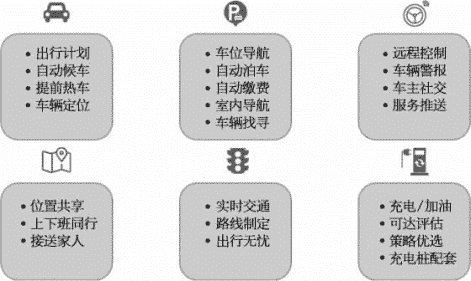 • 出行计划
• 自动候车
• 提前热车
• 车辆定位
P
• 车位导航
• 自动泊车
• 自动缴费
• 室内导航
• 车辆找寻
• 远程控制
• 车辆警报
• 车主社交
• 服务推送
• 位置共享
• 上下班同行
• 接送家人
• 实时交通
• 路线制定
• 出行无忧
• 充电/加油
• 可达评估
• 策略优选
• 充电桩配套